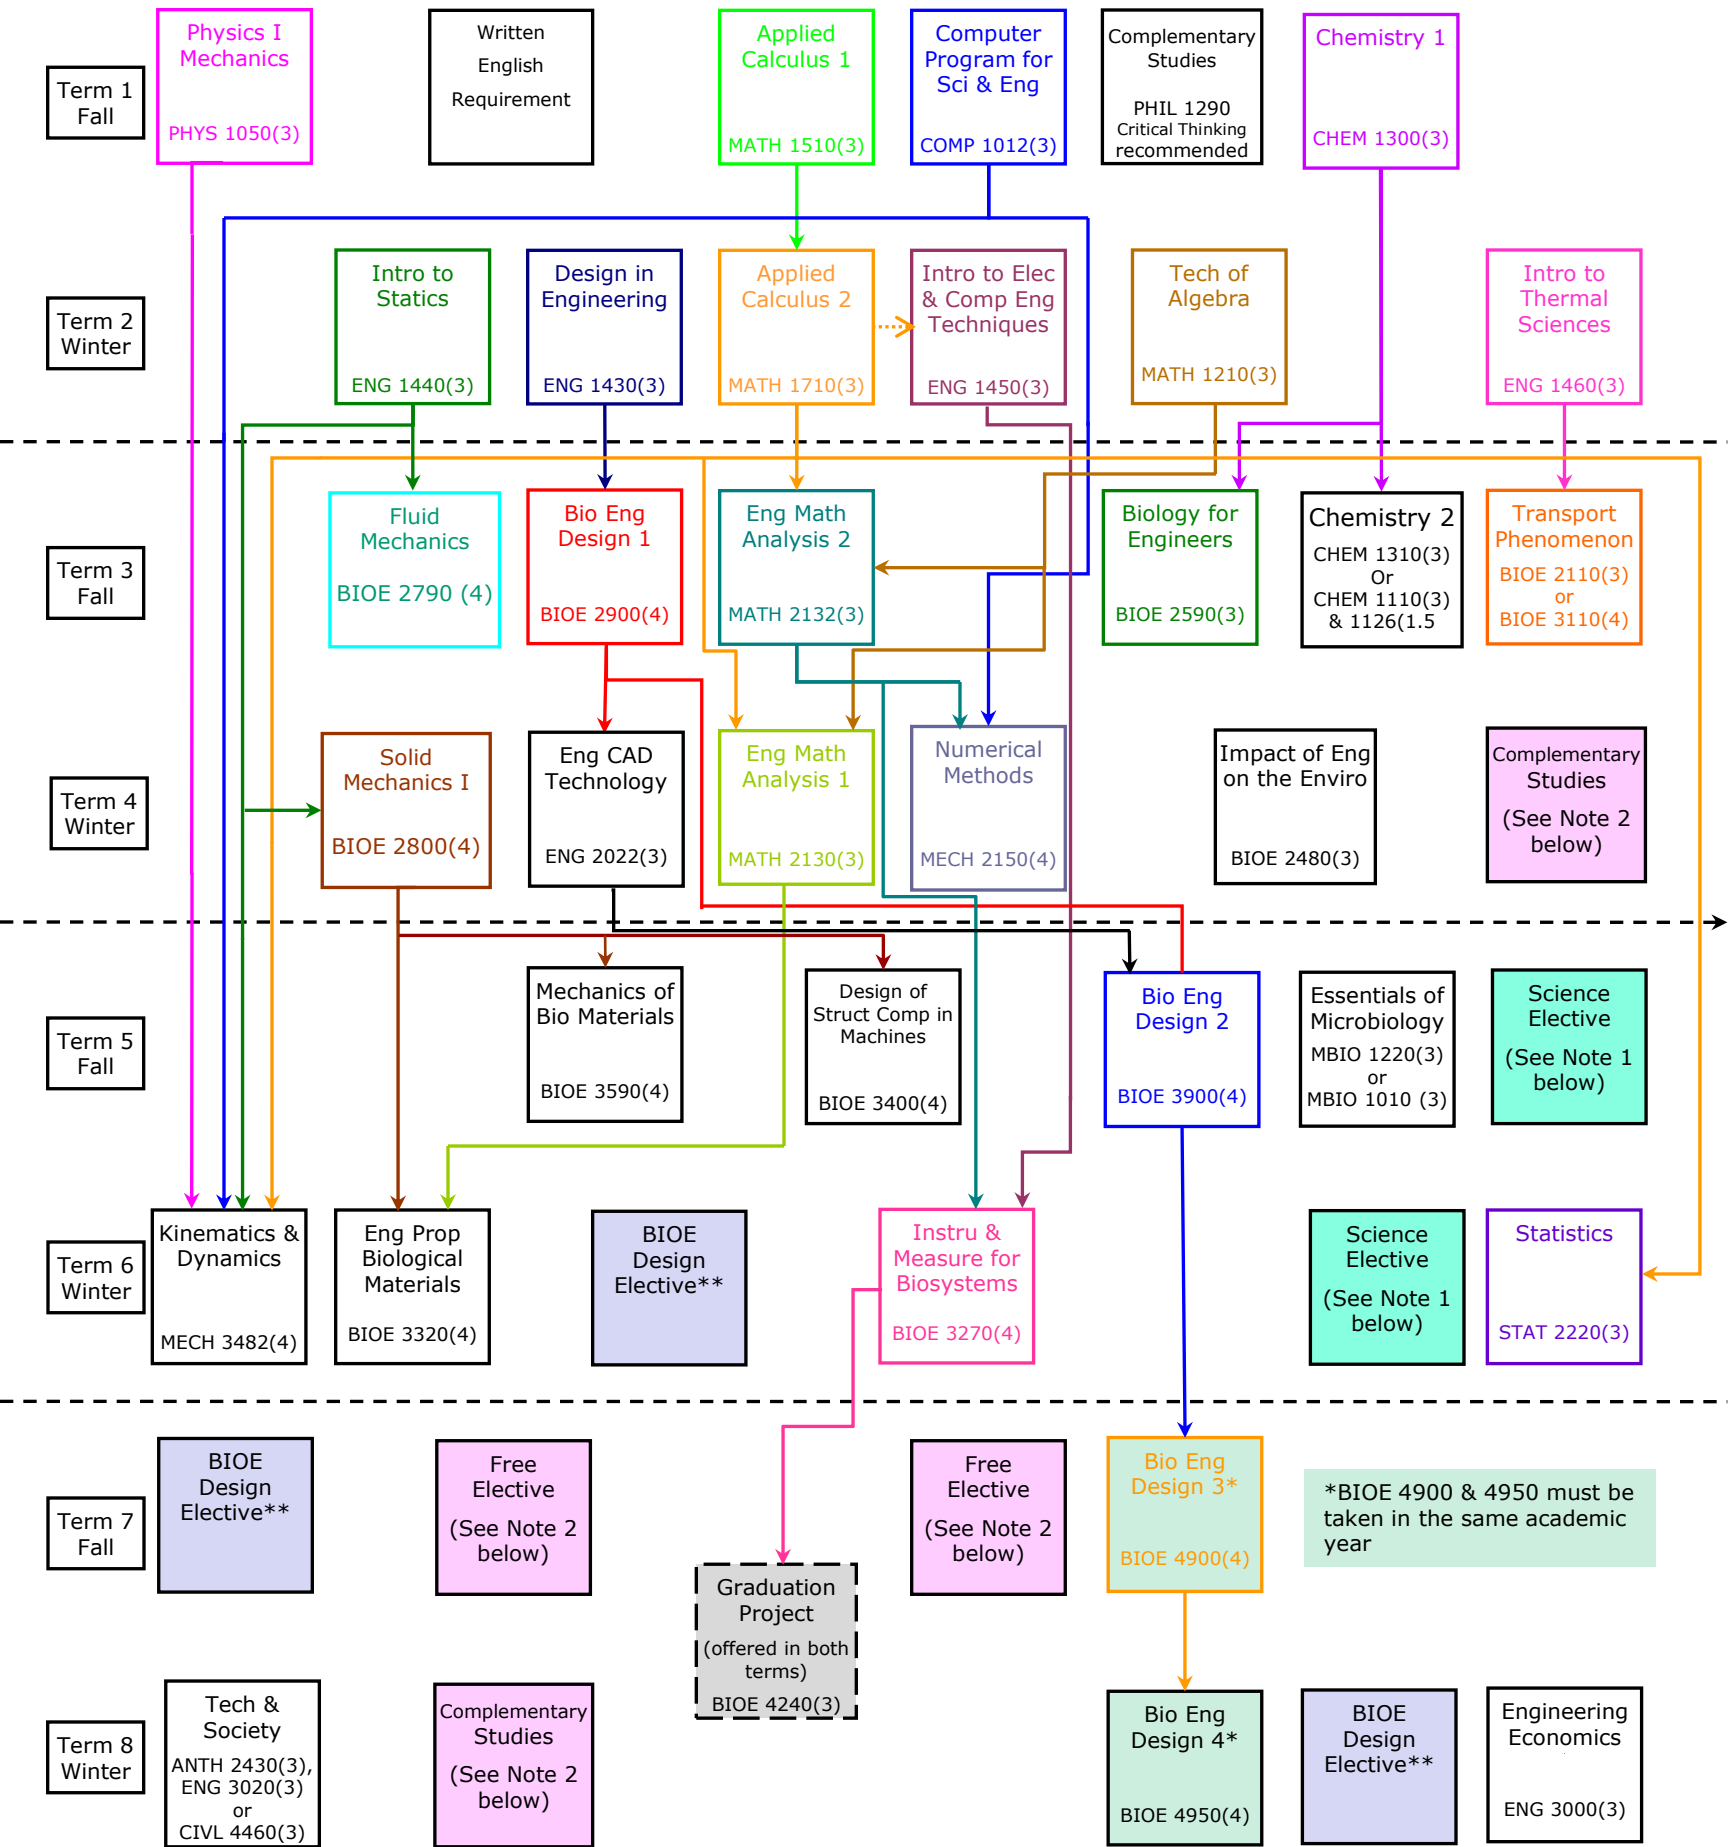 Term 1
Fall
Physics I
Mechanics
PHYS 1050(3)
Written
English
Requirement
Applied
Calculus 1
MATH 1510(3)
Computer
Program for
Sci & Eng
COMP 1012(3)
Complementary
Studies
PHIL 1290
Critical Thinking
recommended
Chemistry 1
CHEM 1300(3)
Term 2
Winter
Intro to
Statics
ENG 1440(3)
Design in
Engineering
ENG 1430(3)
Applied
Calculus 2
MATH 1710(3)
Intro to Elec
& Comp Eng
Techniques
ENG 1450(3)
Tech of
Algebra
MATH 1210(3)
Intro to
Thermal
Sciences
ENG 1460(3)
Term 3
Fall
Fluid
Mechanics
BIOE 2790 (4)
Bio Eng
Design 1
BIOE 2900(4)
Eng Math
Analysis 2
MATH 2132(3)
Biology for
Engineers
BIOE 2590(3)
Chemistry 2
CHEM 1310(3)
Or
CHEM 1110(3)
& 1126(1.5
Transport
Phenomenon
BIOE 2110(3)
or
BIOE 3110(4)
Term 4
Winter
Solid
Mechanics I
BIOE 2800(4)
Eng CAD
Technology
ENG 2022(3)
Eng Math
Analysis 1
MATH 2130(3)
Numerical
Methods
MECH 2150(4)
Impact of Eng
on the Enviro
BIOE 2480(3)
Complementary
Studies
(See Note 2
below)
Term 5
Fall
Mechanics of
Bio Materials
BIOE 3590(4)
Design of
Struct Comp in
Machines
BIOE 3400(4)
Bio Eng
Design 2
BIOE 3900(4)
Essentials of
Microbiology
MBIO 1220(3)
or
MBIO 1010 (3)
Science
Elective
(See Note 1
below)
Term 6
Winter
Kinematics &
Dynamics
MECH 3482(4)
Eng Prop
Biological
Materials
BIOE 3320(4)
BIOE
Design
Elective**
Instru &
Measure for
Biosystems
BIOE 3270(4)
Science
Elective
(See Note 1
below)
Statistics
STAT 2220(3)
Term 7
Fall
BIOE
Design
Elective**
Free
Elective
(See Note 2
below)
Graduation
Project
(offered in both
terms)
BIOE 4240(3)
Free
Elective
(See Note 2
below)
Bio Eng
Design 3*
BIOE 4900(4)
*BIOE 4900 & 4950 must be
taken in the same academic
year
Term 8
Winter
Tech &
Society
ANTH 2430(3),
ENG 3020(3)
or
CIVL 4460(3)
Complementary
Studies
(See Note 2
below)
Bio Eng
Design 4*
BIOE 4950(4)
BIOE
Design
Elective**
Engineering
Economics
ENG 3000(3)